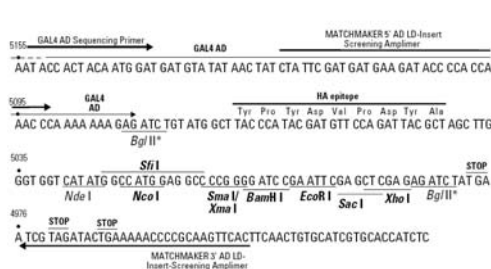 GAL4 AD Sequencing Primer GAL4 AD MATCHMAKER 5' AD LD-Insert
Screening Amplimer
5155
AAT ACC ACT ACA ATG GAT GAT GTA TAT AAC TAT CTA TTC GAT GAT GAA GAT ACC CCA CCA
GAL4
AD
HA epitope
Tyr Pro Tyr Asp Val Pro Asp Tyr Ala
5095
AAC CCA AAA AAA GAG ATC TGT ATG GCT TAC CCA TAC GAT GTT CCA GAT TAC GCT AGC TTG
Bgl II*
Sfi I
STOP
5035
GGT GGT CAT ATG GCC ATG GAG GCC CCG GGG ATC CGA ATT CGA GCT CGA GAG ATC TAT GA
Nde I Nco I Sma I/ BamH I EcoR I Sac I Xho I Bgl II*
Xma I
4976
STOP STOP
A TCG TAGATACTGAAAAACCCCGCAAGTTCACTTCAACTGTGCATCGTGCACCATCTC
MATCHMAKER 3' AD LD-
Insert-Screening Amplimer